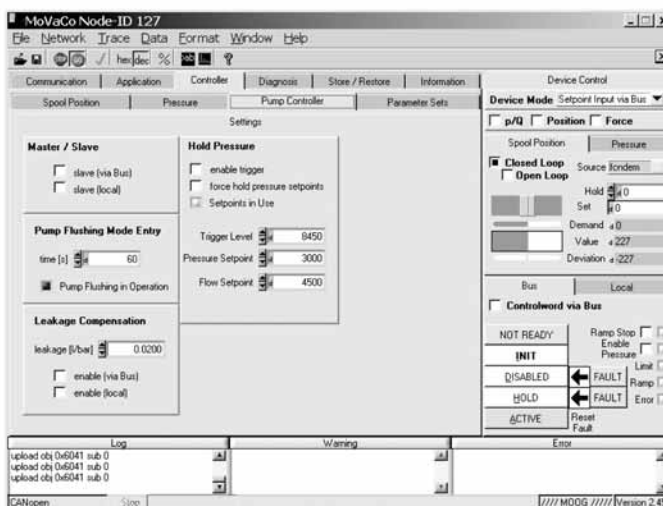 MoVaCo Node-ID 127
File Network Trace Data Format Window Help
hex dec %
Communication Application Controller Diagnosis Store / Restore Information
Spool Position Pressure Pump Controller Parameter Sets
Settings
Master / Slave
slave (via Bus)
slave (local)
Pump Flushing Mode Entry
time [s] 60
Pump Flushing in Operation
Leakage Compensation
leakage [l/bar] 0.0200
enable (via Bus)
enable (local)
Hold Pressure
enable trigger
force hold pressure setpoints
Setpoints in Use
Trigger Level 8450
Pressure Setpoint 3000
Flow Setpoint 4500
Device Control
Device Mode Setpoint Input via Bus
p/Q Position Force
Spool Position Pressure
Closed Loop Source
Open Loop
Hold 0
Set 0
Demand 0
Value 227
Deviation -227
Bus Local
Controlword via Bus
NOT READY
INIT
DISABLED FAULT
HOLD FAULT
ACTIVE Reset Fault
Ramp Stop
Enable Pressure
Limit
Ramp
Error
Log Warning Error
upload obj 0x6041 sub 0
upload obj 0x6041 sub 0
upload obj 0x6041 sub 0
CANopen Stop //// MOOG ///// Version 2.45